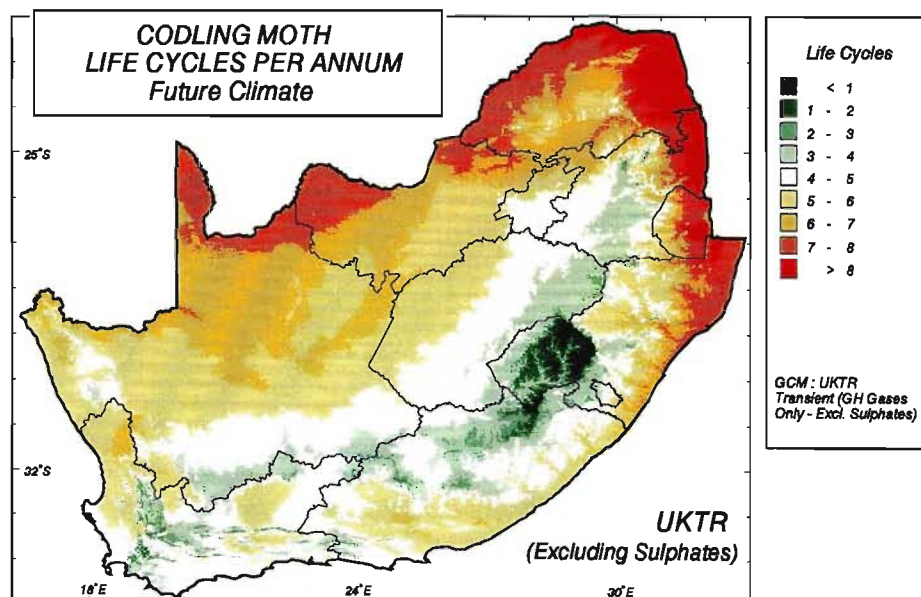 CODLING MOTH
LIFE CYCLES PER ANNUM
Future Climate
25°S
32°S
18°E
24°E
30°E
UKTR
(Excluding Sulphates)
Life Cycles
< 1
1 - 2
2 - 3
3 - 4
4 - 5
5 - 6
6 - 7
7 - 8
> 8
GCM : UKTR
Transient (GH Gases
Only - Excl. Sulphates)